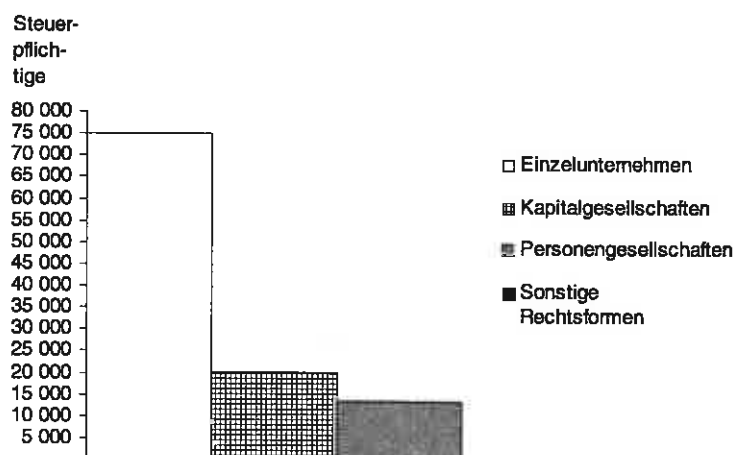 Steuer-
pflich-
tige
80 000
75 000
70 000
65 000
60 000
55 000
50 000
45 000
40 000
35 000
30 000
25 000
20 000
15 000
10 000
5 000
Einzelunternehmen
Kapitalgesellschaften
Personengesellschaften
Sonstige
Rechtsformen